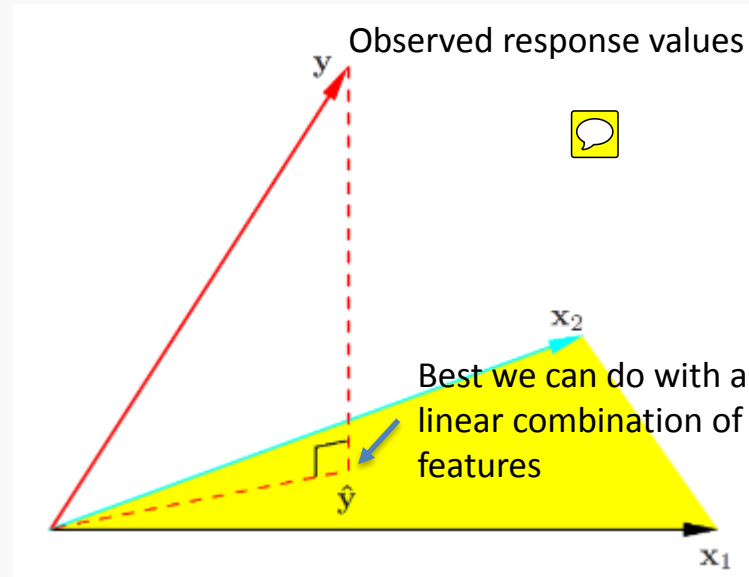 Observed response values
y
x₂
Best we can do with a
linear combination of
features
ŷ
x₁